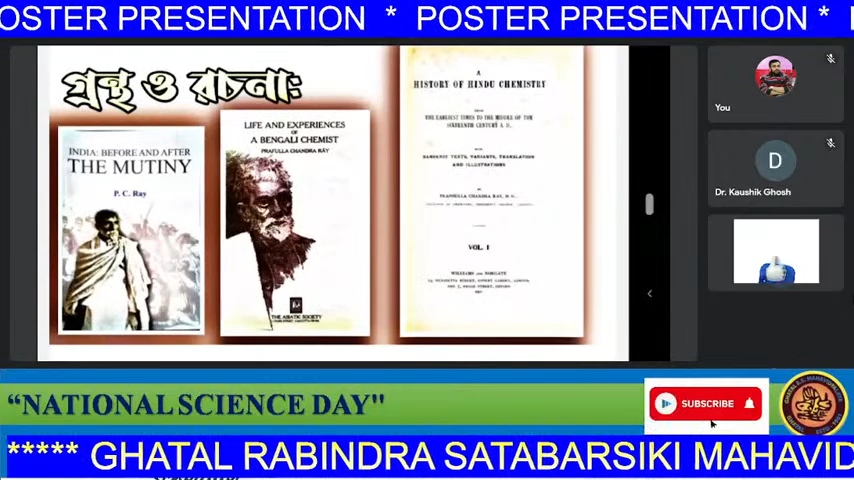 OSTER PRESENTATION * POSTER PRESENTATION *
গ্রন্থ ও রচনাঃ
INDIA: BEFORE AND AFTER
THE MUTINY
P. C. Ray
LIFE AND EXPERIENCES
OF
A BENGALI CHEMIST
PRAFULLA CHANDRA RAY
THE ASIATIC SOCIETY
A
HISTORY OF HINDU CHEMISTRY
FROM
THE EARLIEST TIMES TO THE MIDDLE OF THE
SIXTEENTH CENTURY A. D.
WITH
SANSKRIT TEXTS, VARIANTS, TRANSLATION
AND ILLUSTRATIONS
BY
PRAPHULLA CHANDRA RAY,
VOL. I
WILLIAMS AND NORGATE
You
D
Dr. Kaushik Ghosh
"NATIONAL SCIENCE DAY"
SUBSCRIBE
***** GHATAL RABINDRA SATABARSIKI MAHAVID